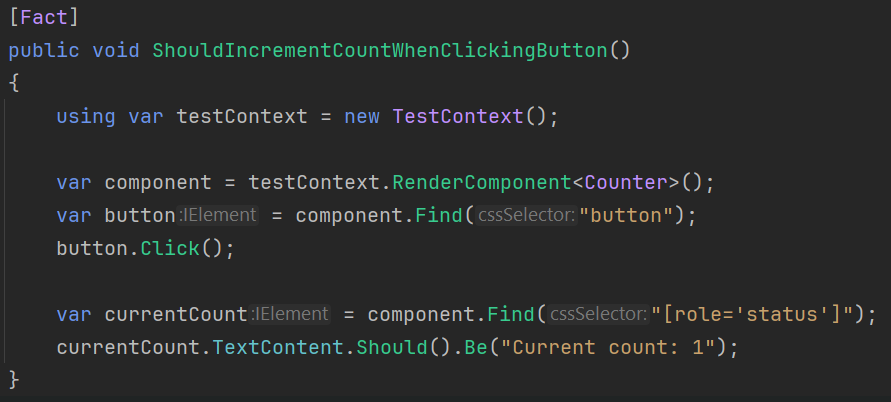 [Fact]
public void ShouldIncrementCountWhenClickingButton()
{
using var testContext = new TestContext();
var component = testContext.RenderComponent<Counter>();
var button:IElement = component.Find(cssSelector:"button");
button.Click();
var currentCount:IElement = component.Find(cssSelector:"[role='status']");
currentCount.TextContent.Should().Be("Current count: 1");
}